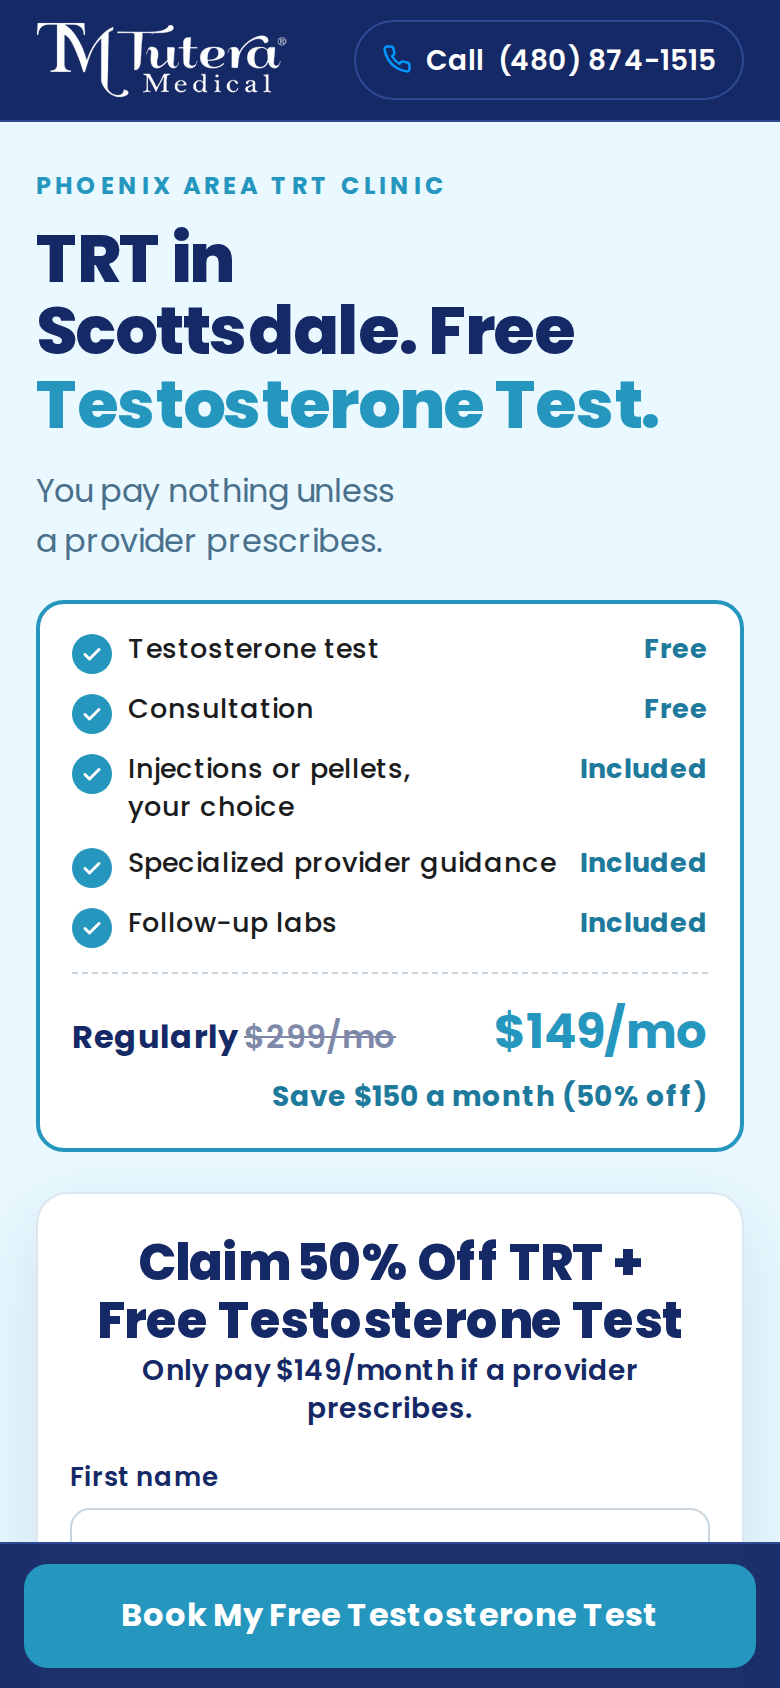 TM Tutera®
Medical
Call (480) 874-1515
PHOENIX AREA TRT CLINIC
TRT in
Scottsdale. Free
Testosterone Test.
You pay nothing unless
a provider prescribes.
Testosterone test Free
Consultation Free
Injections or pellets, Included
your choice
Specialized provider guidance Included
Follow-up labs Included
Regularly $299/mo $149/mo
Save $150 a month (50% off)
Claim 50% Off TRT +
Free Testosterone Test
Only pay $149/month if a provider
prescribes.
First name
Book My Free Testosterone Test